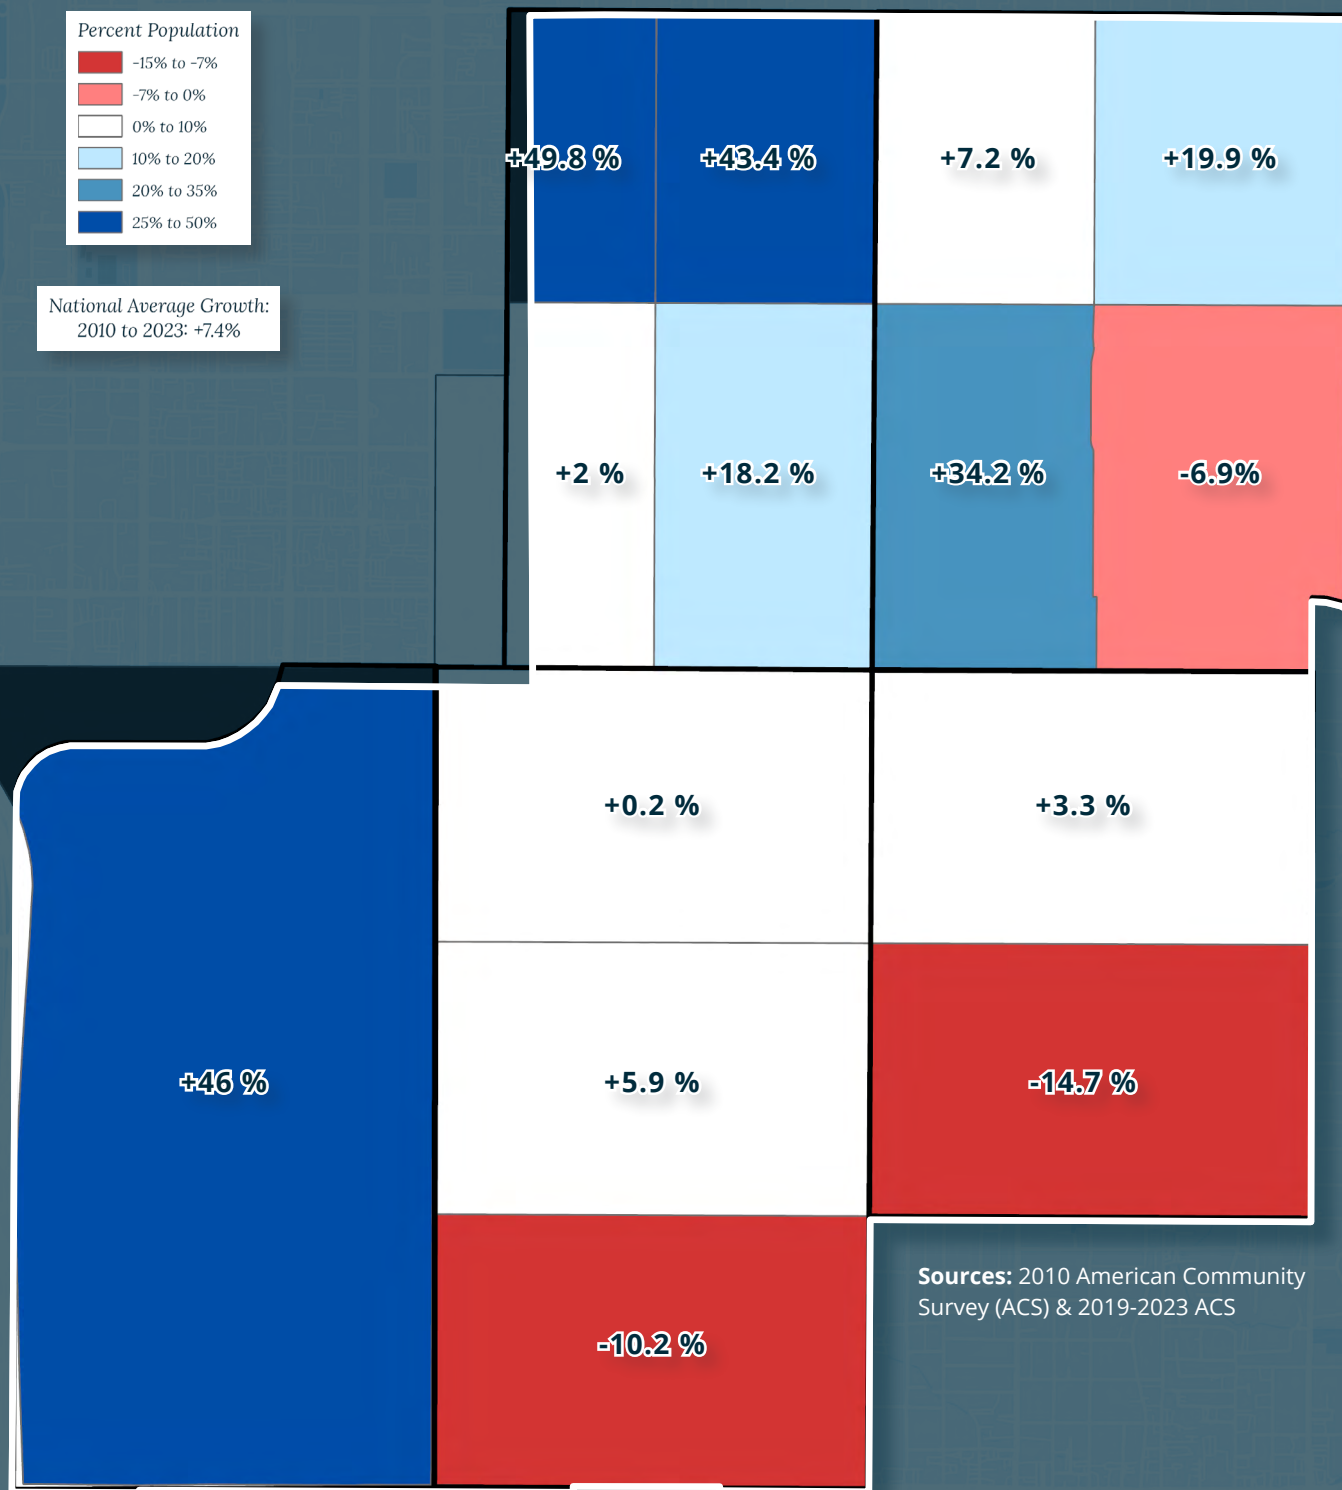 Percent Population
-15% to -7%
-7% to 0%
0% to 10%
10% to 20%
20% to 35%
25% to 50%
National Average Growth:
2010 to 2023: +7.4%
+49.8 %
+43.4 %
+7.2 %
+19.9 %
+2 %
+18.2 %
+34.2 %
-6.9%
+0.2 %
+3.3 %
+46 %
+5.9 %
-14.7 %
-10.2 %
Sources: 2010 American Community
Survey (ACS) & 2019-2023 ACS